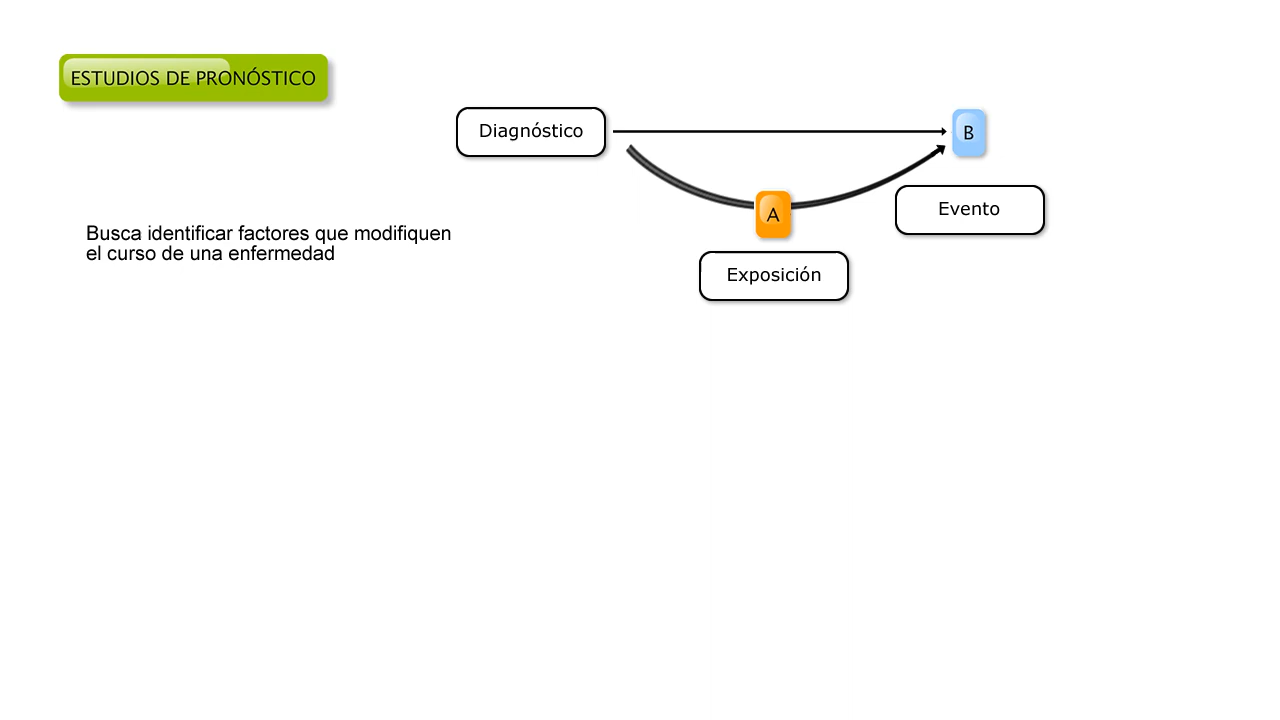 ESTUDIOS DE PRONÓSTICO
Diagnóstico
B
A
Evento
Exposición
Busca identificar factores que modifiquen
el curso de una enfermedad